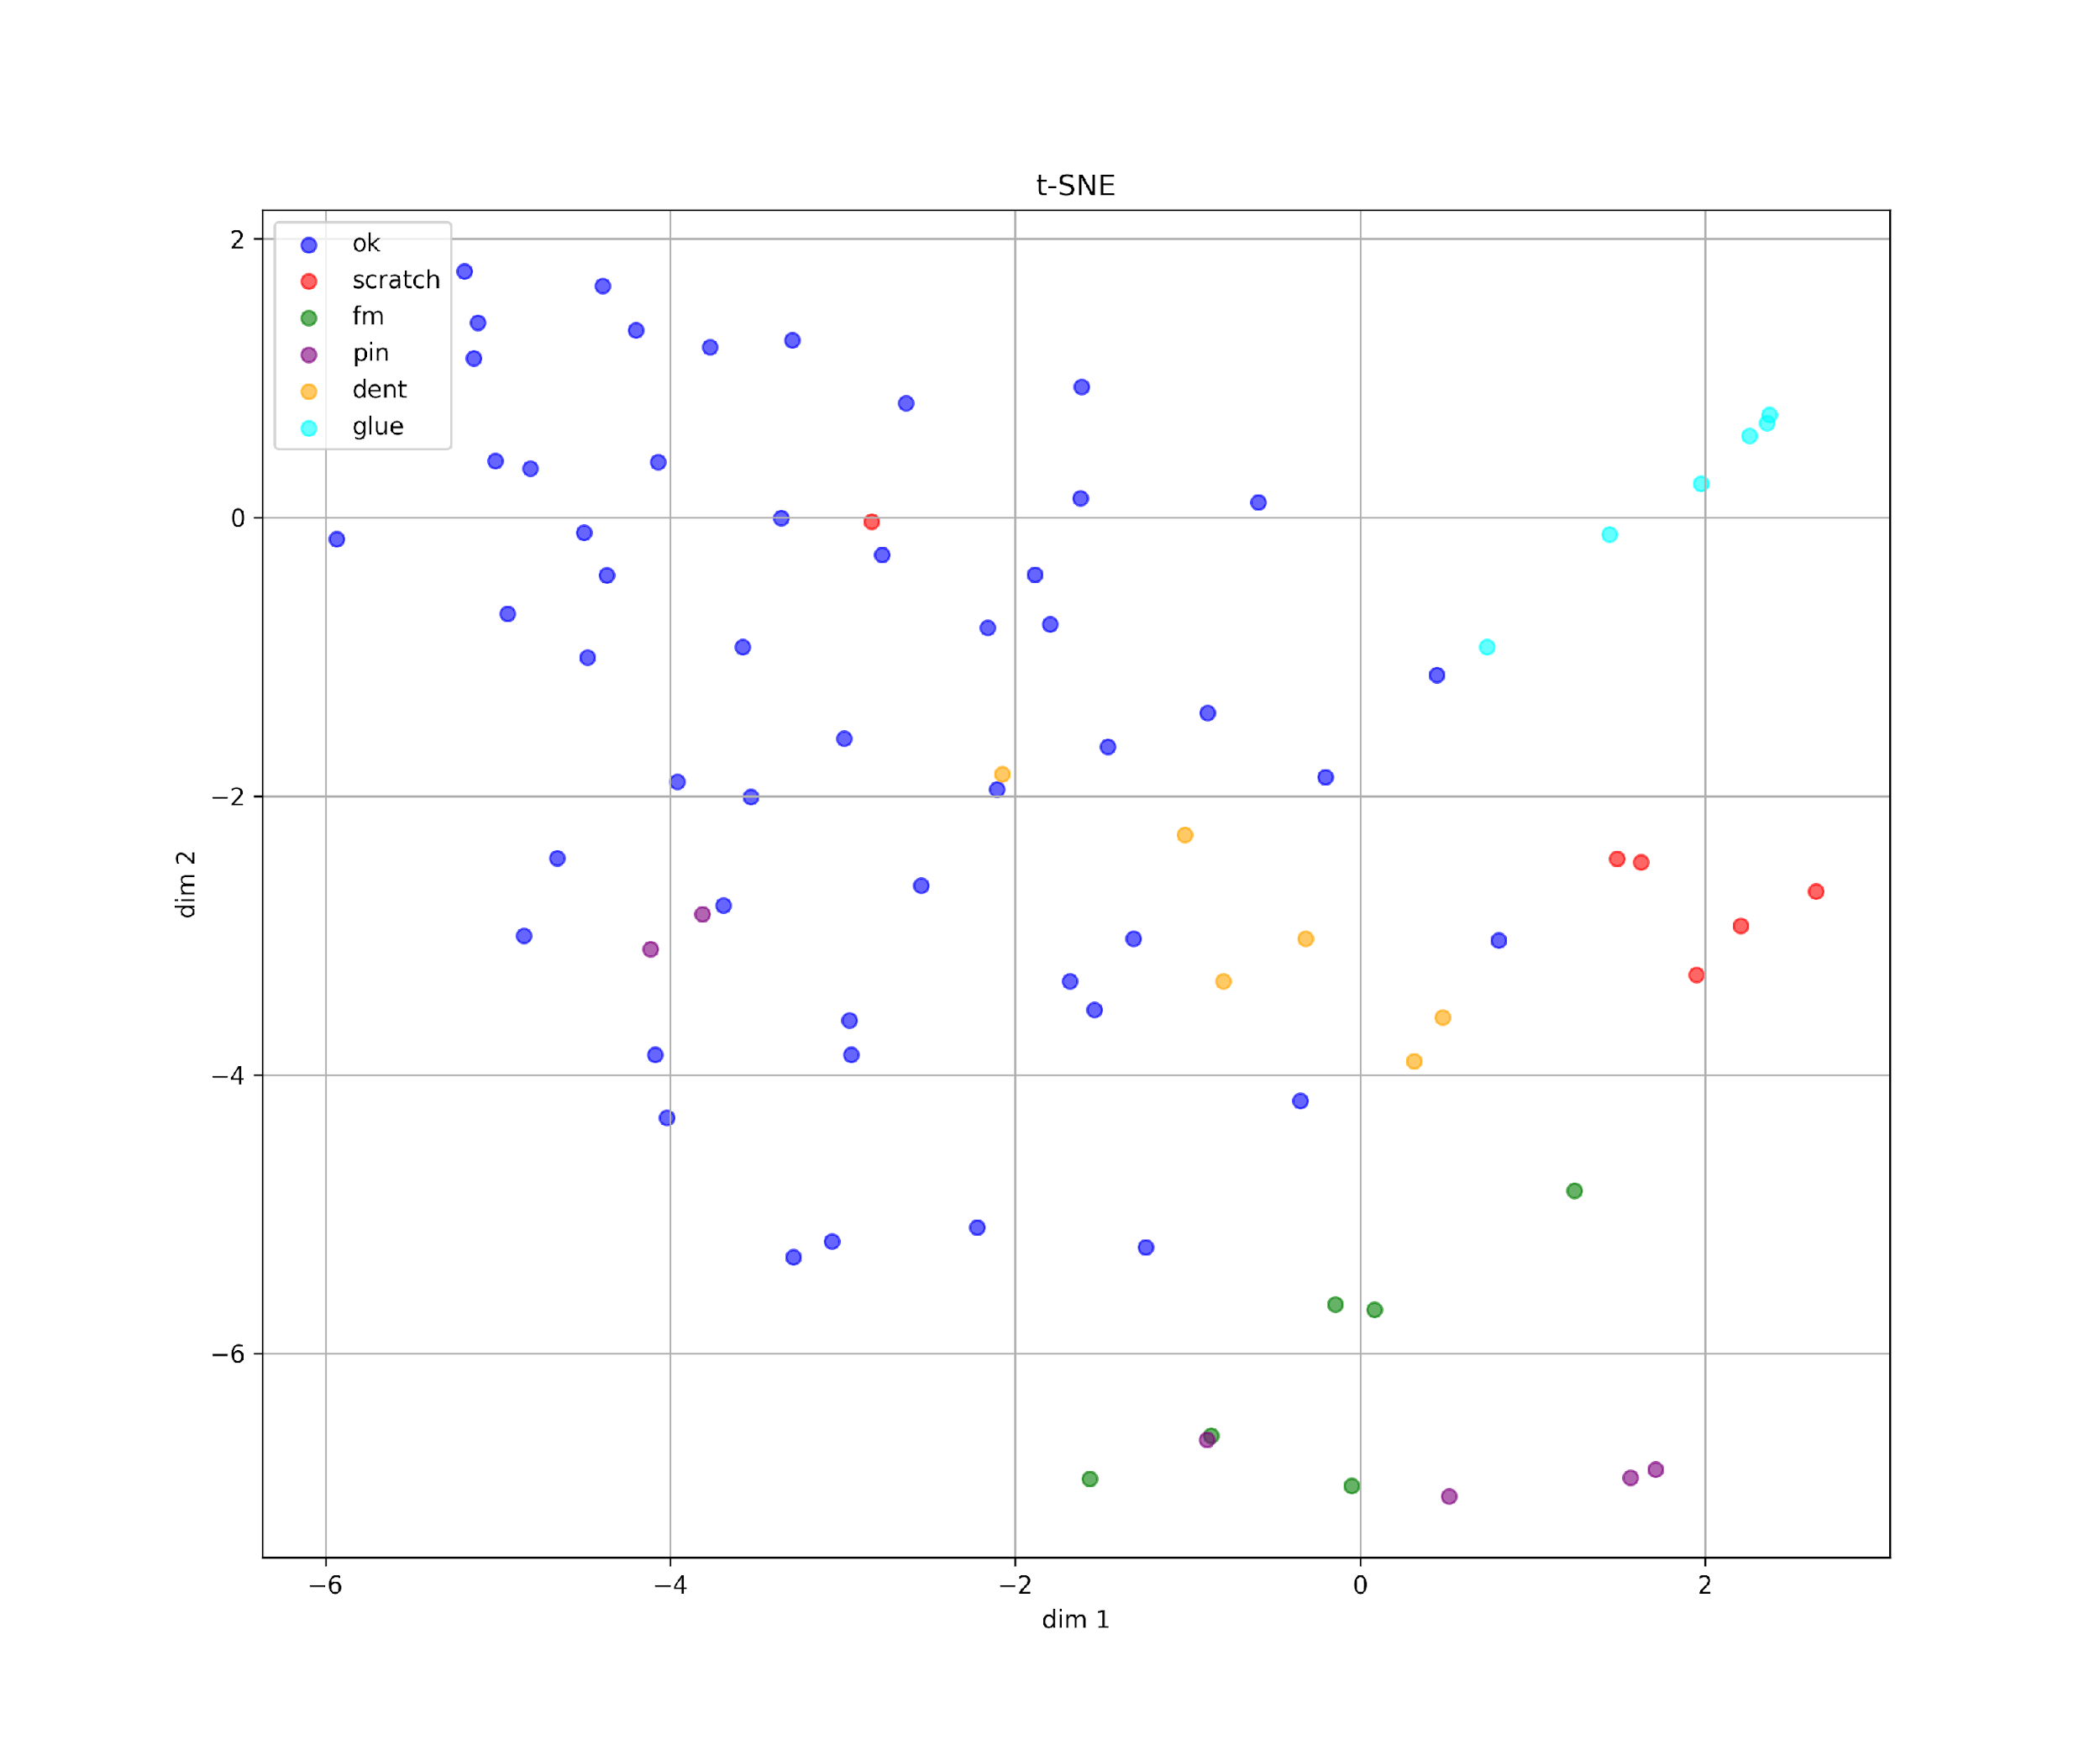 t-SNE
ok
scratch
fm
pin
dent
glue
2
0
−2
−4
−6
dim 2
−6
−4
−2
0
2
dim 1